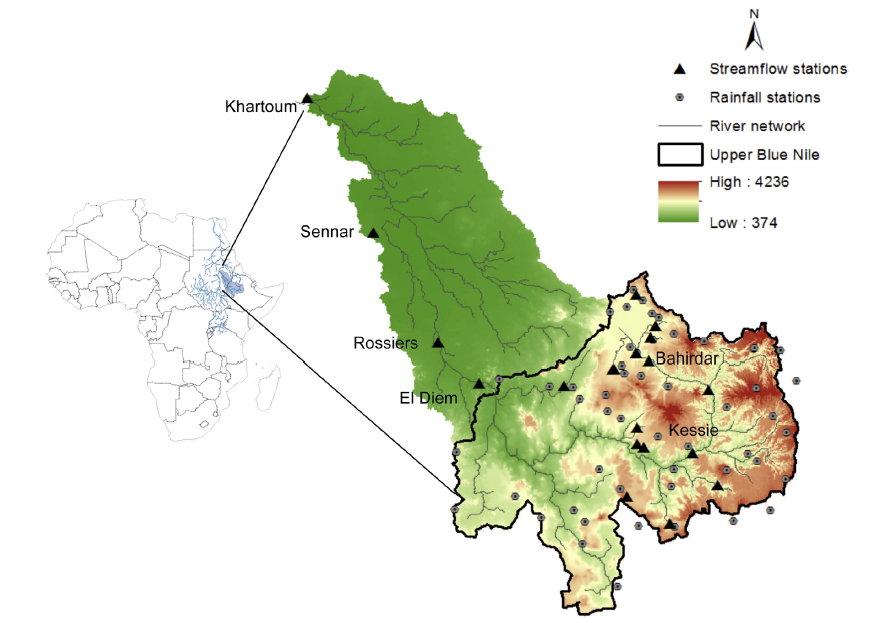 N
Streamflow stations
Rainfall stations
River network
Upper Blue Nile
High : 4236
Low : 374
Khartoum
Sennar
Rossiers
El Diem
Bahirdar
Kessie